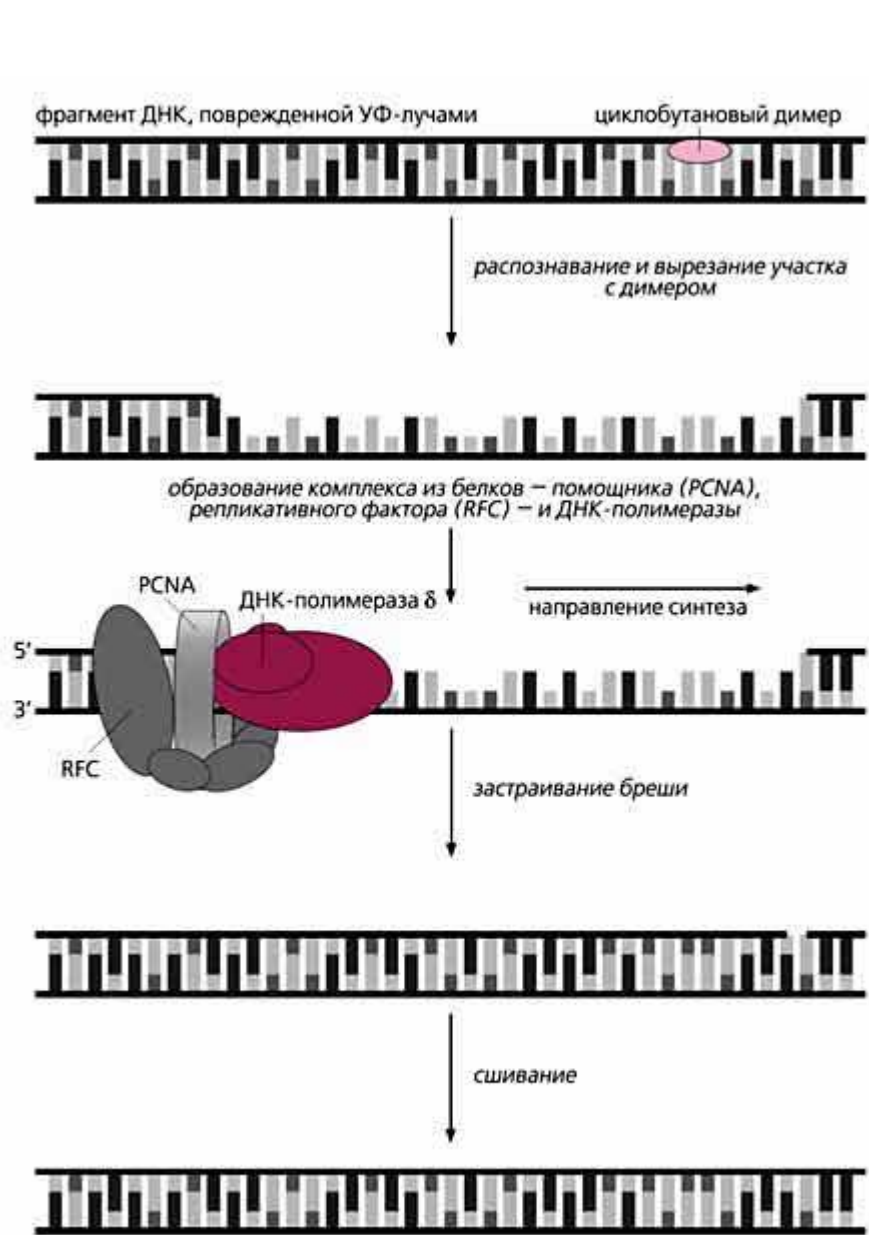 фрагмент ДНК, поврежденной УФ-лучами
циклобутановый димер
распознавание и вырезание участка
с димером
образование комплекса из белков – помощника (PCNA),
репликативного фактора (RFC) – и ДНК-полимеразы
PCNA
ДНК-полимераза δ
направление синтеза
5'
3'
RFC
застраивание бреши
сшивание